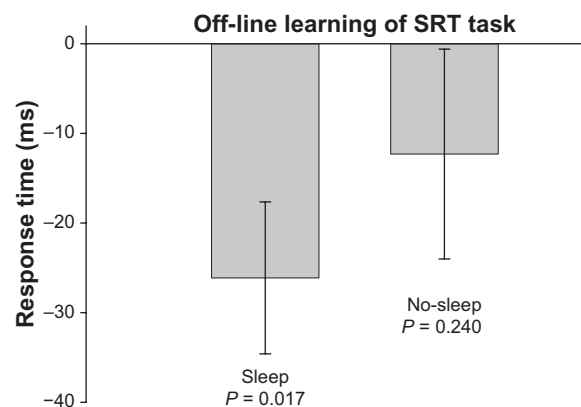 Off-line learning of SRT task
Response time (ms)
0
–10
–20
–30
–40
No-sleep
P = 0.240
Sleep
P = 0.017